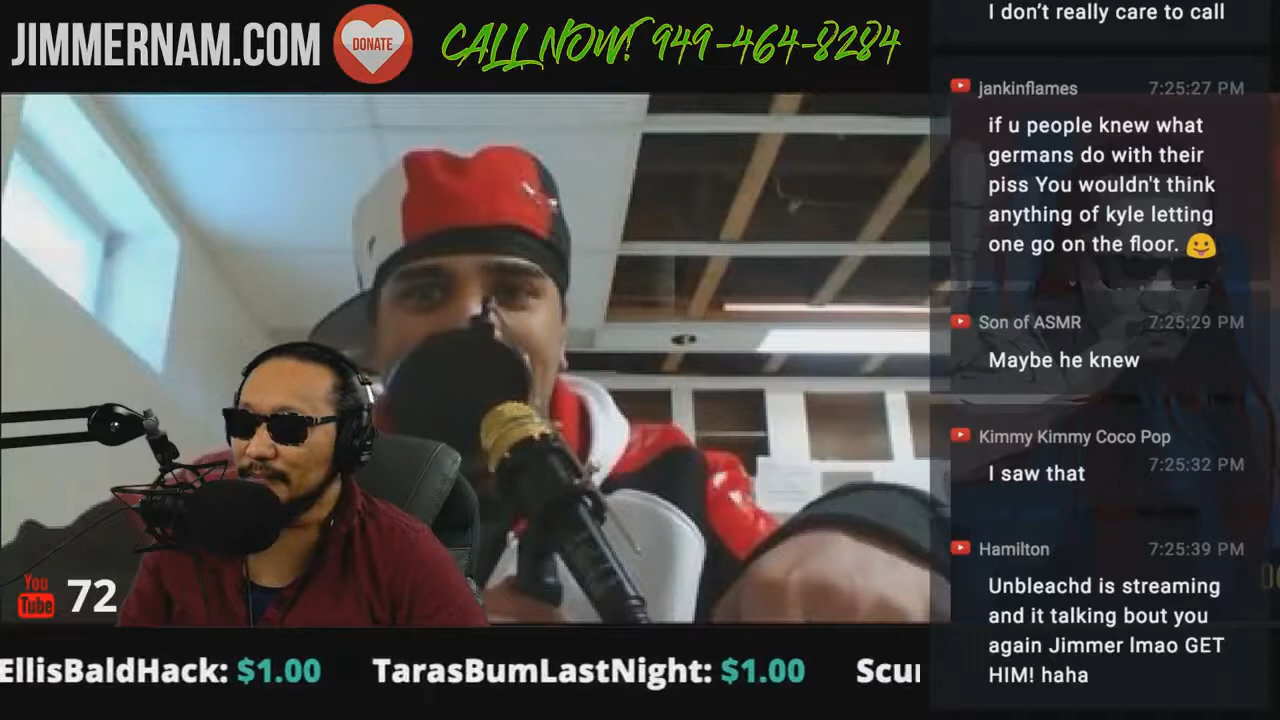 JIMMERNAM.COM
DONATE
CALL NOW! 949-464-8284
I don't really care to call
jankinflames 7:25:27 PM
if u people knew what
germans do with their
piss You wouldn't think
anything of kyle letting
one go on the floor. 🙂
Son of ASMR 7:25:29 PM
Maybe he knew
Kimmy Kimmy Coco Pop
7:25:32 PM
I saw that
Hamilton 7:25:39 PM
Unbleachd is streaming
and it talking bout you
again Jimmer lmao GET
HIM! haha
You
Tube 72
EllisBaldHack: $1.00 TarasBumLastNight: $1.00 Scu